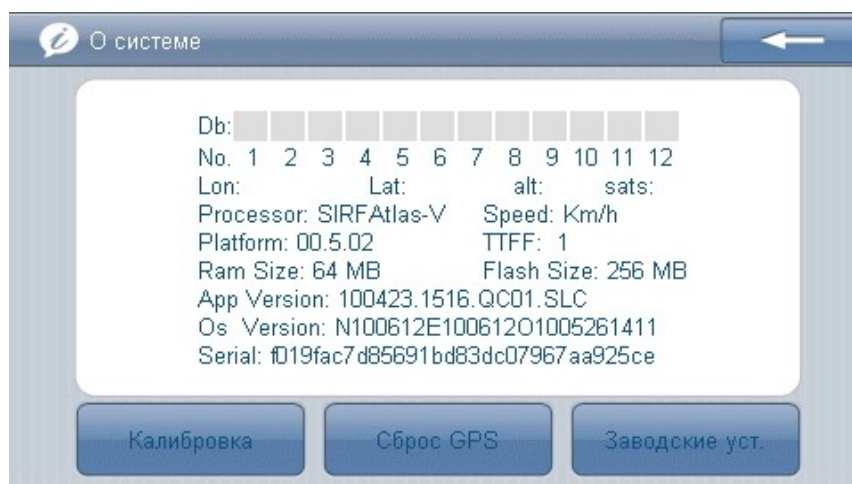 О системе
Db:
No. 1 2 3 4 5 6 7 8 9 10 11 12
Lon: Lat: alt: sats:
Processor: SIRFAtlas-V Speed: Km/h
Platform: 00.5.02 TTFF: 1
Ram Size: 64 MB Flash Size: 256 MB
App Version: 100423.1516.QC01.SLC
Os Version: N100612E100612O1005261411
Serial: f019fac7d85691bd83dc07967aa925ce
Калибровка Сброс GPS Заводские уст.